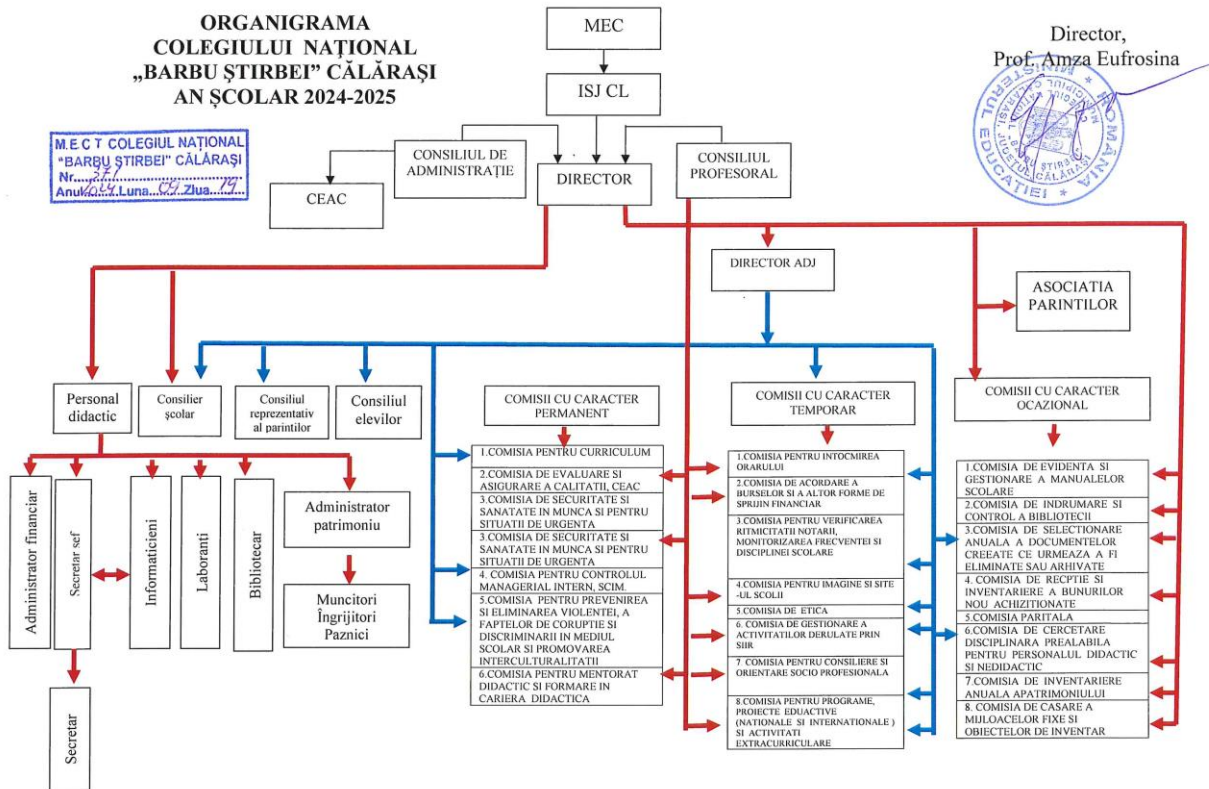 ORGANIGRAMA
COLEGIULUI NAȚIONAL
„BARBU ȘTIRBEI” CĂLĂRAȘI
AN ȘCOLAR 2024-2025
MEC
Director,
Prof. Amza Eufrosina
ISJ CL
M.E.C T COLEGIUL NAȚIONAL
"BARBU ȘTIRBEI" CĂLĂRAȘI
Nr. 371
Anul 2024 Luna 09 Ziua 19
ROMÂNIA * MINISTERUL EDUCAȚIEI *
CONSILIUL DE
ADMINISTRAȚIE
DIRECTOR
CONSILIUL
PROFESORAL
CEAC
DIRECTOR ADJ
ASOCIATIA
PARINTILOR
Personal
didactic
Consilier
școlar
Consiliul
reprezentativ
al parintilor
Consiliul
elevilor
COMISII CU CARACTER
PERMANENT
COMISII CU CARACTER
TEMPORAR
COMISII CU CARACTER
OCAZIONAL
Administrator financiar
Secretar sef
Informaticieni
Laboranti
Bibliotecar
Administrator
patrimoniu
Muncitori
Îngrijitori
Paznici
Secretar
1.COMISIA PENTRU CURRICULUM
2.COMISIA DE EVALUARE SI
ASIGURARE A CALITATII, CEAC
3.COMISIA DE SECURITATE SI
SANATATE IN MUNCA SI PENTRU
SITUATII DE URGENTA
3.COMISIA DE SECURITATE SI
SANATATE IN MUNCA SI PENTRU
SITUATII DE URGENTA
4. COMISIA PENTRU CONTROLUL
MANAGERIAL INTERN, SCIM.
5.COMISIA PENTRU PREVENIREA
SI ELIMINAREA VIOLENTEI, A
FAPTELOR DE CORUPTIE SI
DISCRIMINARII IN MEDIUL
SCOLAR SI PROMOVAREA
INTERCULTURALITATII
6.COMISIA PENTRU MENTORAT
DIDACTIC SI FORMARE IN
CARIERA DIDACTICA
1.COMISIA PENTRU INTOCMIREA
ORARULUI
2.COMISIA DE ACORDARE A
BURSELOR SI A ALTOR FORME DE
SPRIJIN FINANCIAR
3.COMISIA PENTRU VERIFICAREA
RITMICITATII NOTARII,
MONITORIZAREA FRECVENTEI SI
DISCIPLINEI SCOLARE
4.COMISIA PENTRU IMAGINE SI SITE
-UL SCOLII
5.COMISIA DE ETICA
6. COMISIA DE GESTIONARE A
ACTIVITATILOR DERULATE PRIN
SIIR
7. COMISIA PENTRU CONSILIERE SI
ORIENTARE SOCIO PROFESIONALA
8.COMISIA PENTRU PROGRAME,
PROIECTE EDUACTIVE
(NATIONALE SI INTERNATIONALE )
SI ACTIVITATI
EXTRACURRICULARE
1.COMISIA DE EVIDENTA SI
GESTIONARE A MANUALELOR
SCOLARE
2.COMISIA DE INDRUMARE SI
CONTROL A BIBLIOTECII
3.COMISIA DE SELECTIONARE
ANUALA A DOCUMENTELOR
CREEATE CE URMEAZA A FI
ELIMINATE SAU ARHIVATE
4. COMISIA DE RECPTIE SI
INVENTARIERE A BUNURILOR
NOU ACHIZITIONATE
5.COMISIA PARITALA
6.COMISIA DE CERCETARE
DISCIPLINARA PREALABILA
PENTRU PERSONALUL DIDACTIC
SI NEDIDACTIC
7.COMISIA DE INVENTARIERE
ANUALA APATRIMONIULUI
8. COMISIA DE CASARE A
MIJLOACELOR FIXE SI
OBIECTELOR DE INVENTAR